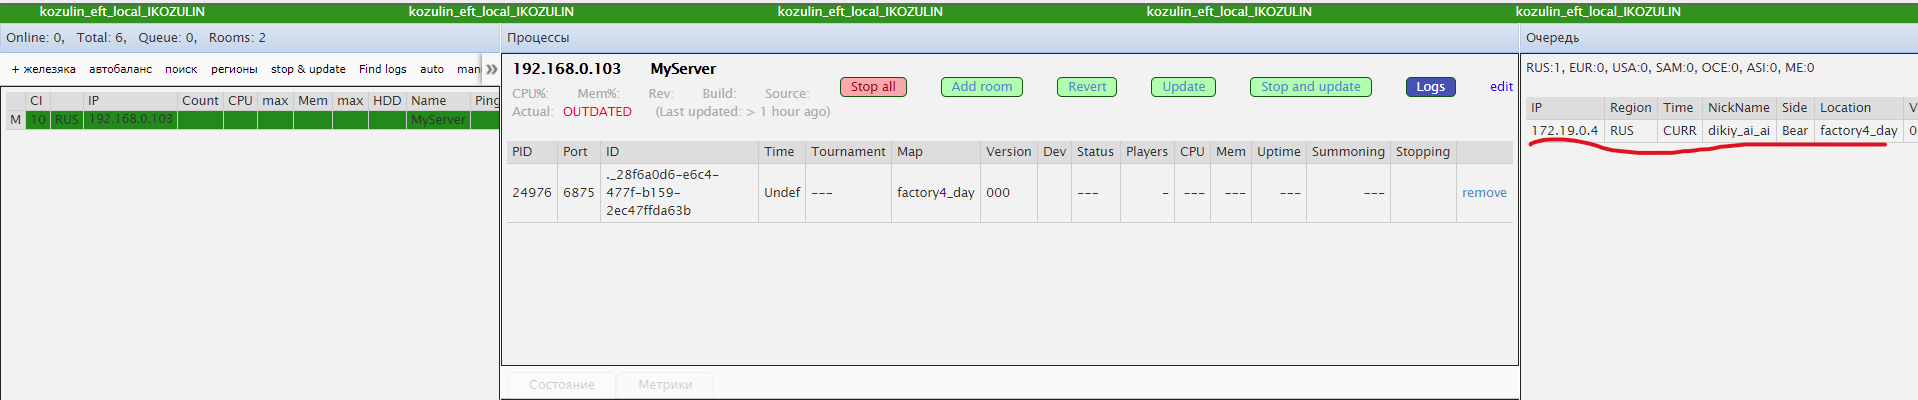 kozulin_eft_local_IKOZULIN kozulin_eft_local_IKOZULIN kozulin_eft_local_IKOZULIN kozulin_eft_local_IKOZULIN kozulin_eft_local_IKOZULIN
Online: 0, Total: 6, Queue: 0, Rooms: 2
+ железяка автобаланс поиск регионы stop & update Find logs auto man »
CI IP Count CPU max Mem max HDD Name Ping
M 10 RUS 192.168.0.103 MyServer
Процессы
192.168.0.103 MyServer
Stop all Add room Revert Update Stop and update Logs edit
CPU%: Mem%: Rev: Build: Source:
Actual: OUTDATED (Last updated: > 1 hour ago)
PID Port ID Time Tournament Map Version Dev Status Players CPU Mem Uptime Summoning Stopping
24976 6875 ._28f6a0d6-e6c4-
477f-b159-
2ec47ffda63b Undef --- factory4_day 000 --- - --- --- --- --- remove
Состояние Метрики
Очередь
RUS:1, EUR:0, USA:0, SAM:0, OCE:0, ASI:0, ME:0
IP Region Time NickName Side Location V
172.19.0.4 RUS CURR dikiy_ai_ai Bear factory4_day 0